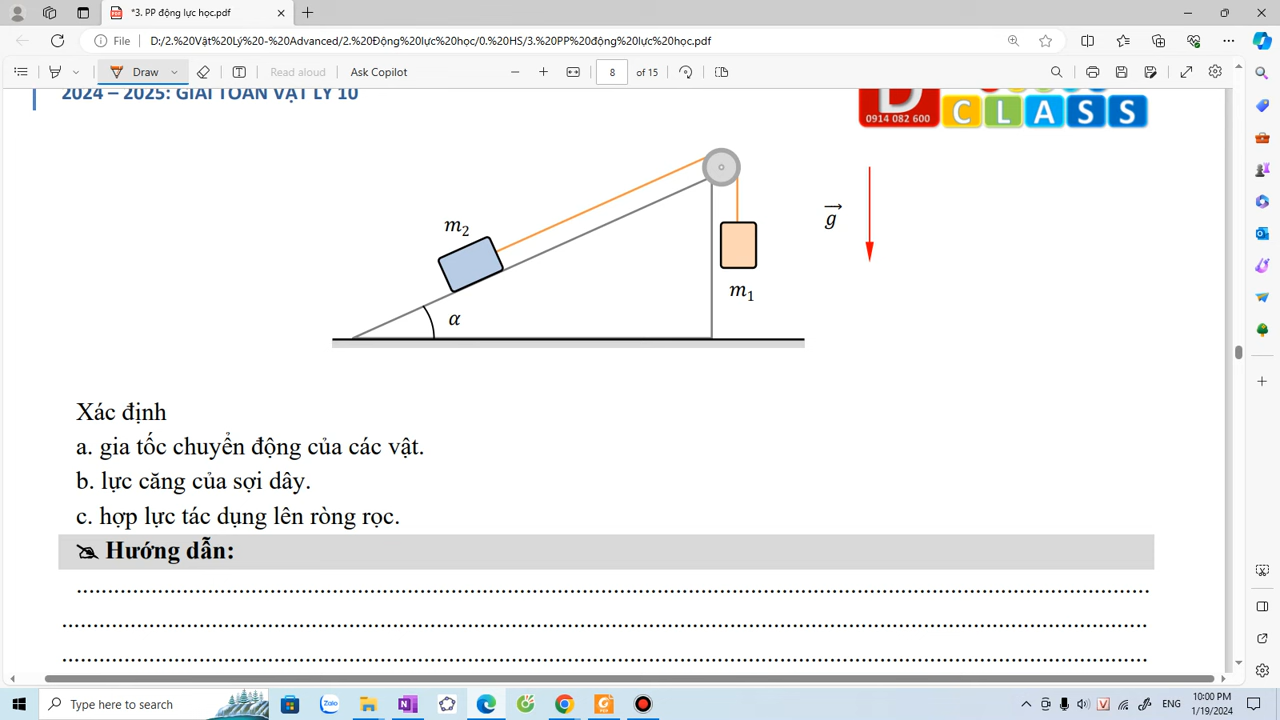 *3. PP động lực học.pdf
File D:/2.%20Vật%20Lý%20-%20Advanced/2.%20Động%20lực%20học/0.%20HS/3.%20PP%20động%20lực%20học.pdf
Draw Read aloud Ask Copilot 8 of 15
2024 – 2025: GIẢI TOÁN VẬT LÝ 10
D
0914 082 600
C L A S S
m₂
g
m₁
α
Xác định
a. gia tốc chuyển động của các vật.
b. lực căng của sợi dây.
c. hợp lực tác dụng lên ròng rọc.
Hướng dẫn:
Type here to search
Zalo
ENG
10:00 PM
1/19/2024